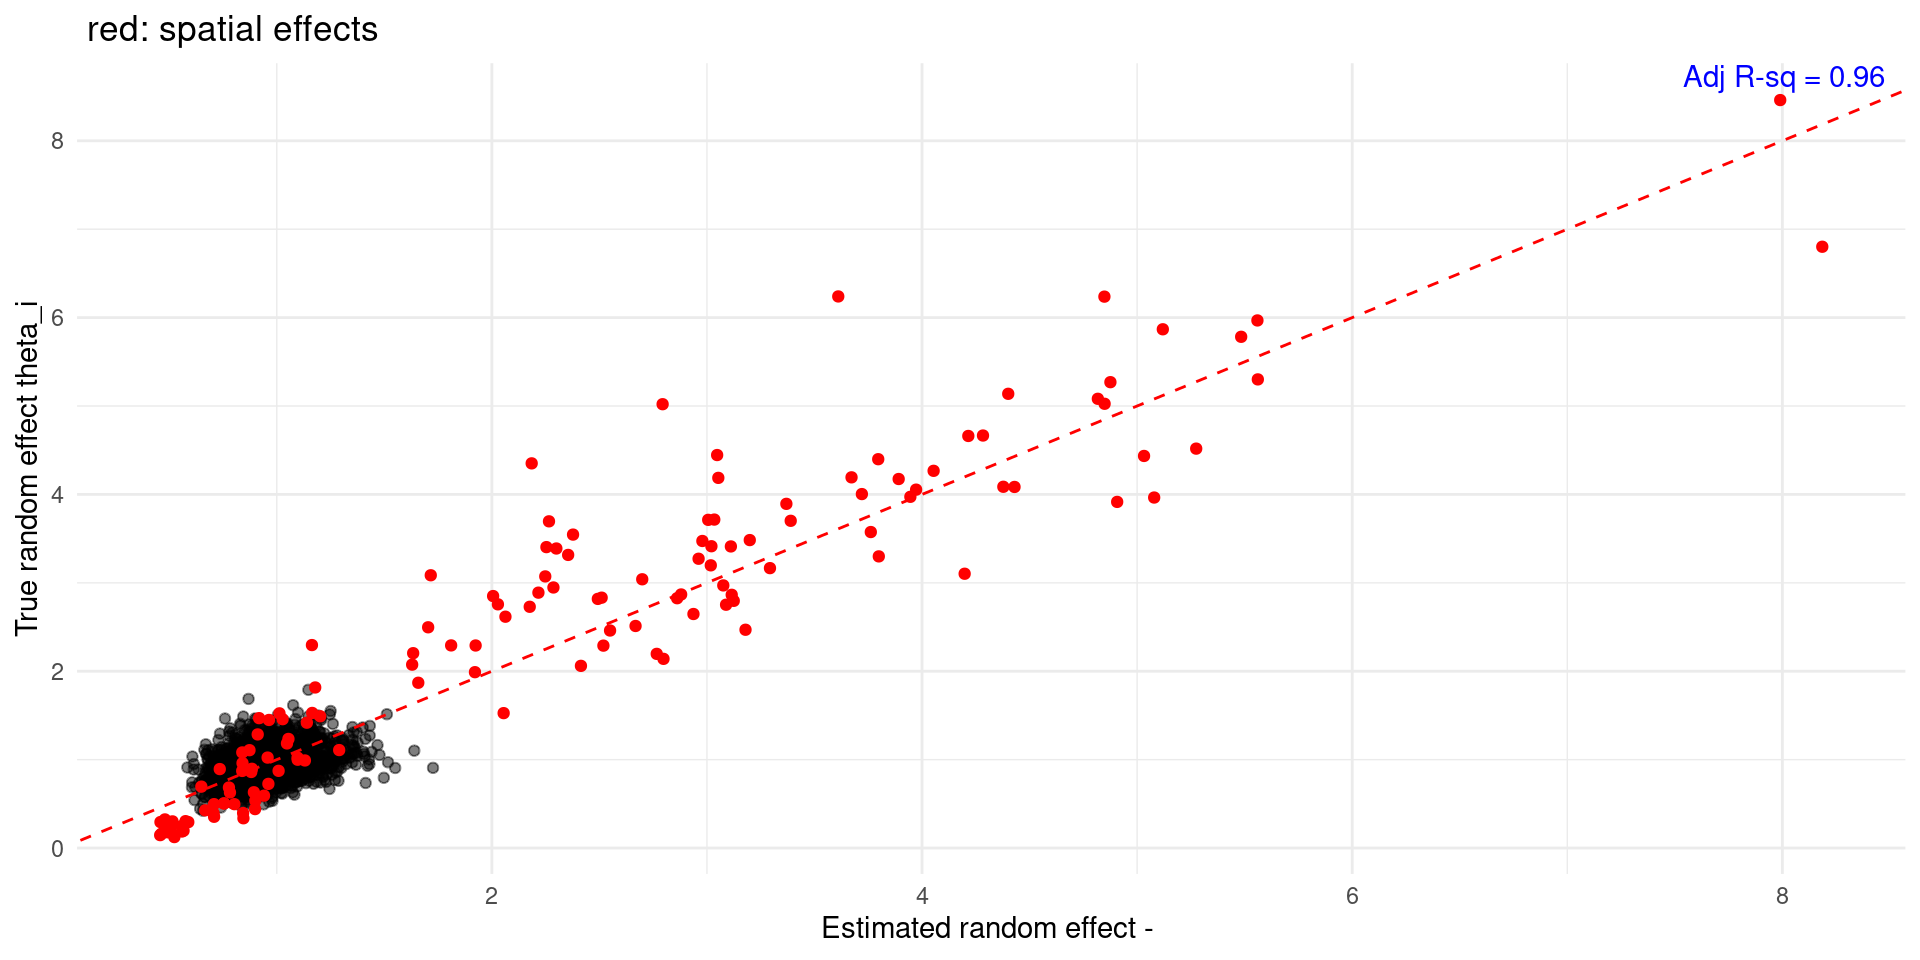 red: spatial effects
Adj R-sq = 0.96
True random effect theta_i
8
6
4
2
0
2
4
6
8
Estimated random effect -